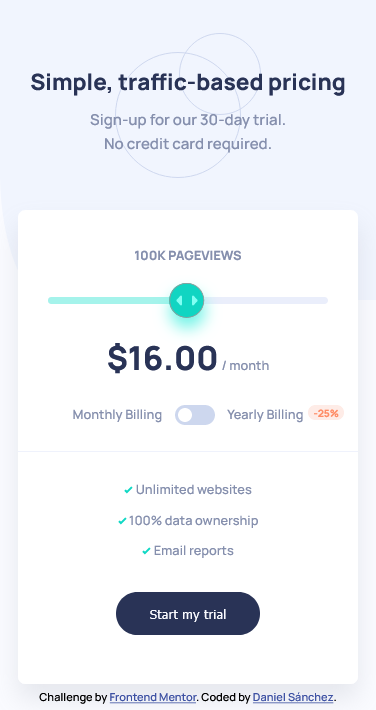 Simple, traffic-based pricing
Sign-up for our 30-day trial.
No credit card required.
100K PAGEVIEWS
$16.00 / month
Monthly Billing Yearly Billing -25%
Unlimited websites
100% data ownership
Email reports
Start my trial
Challenge by Frontend Mentor. Coded by Daniel Sánchez.